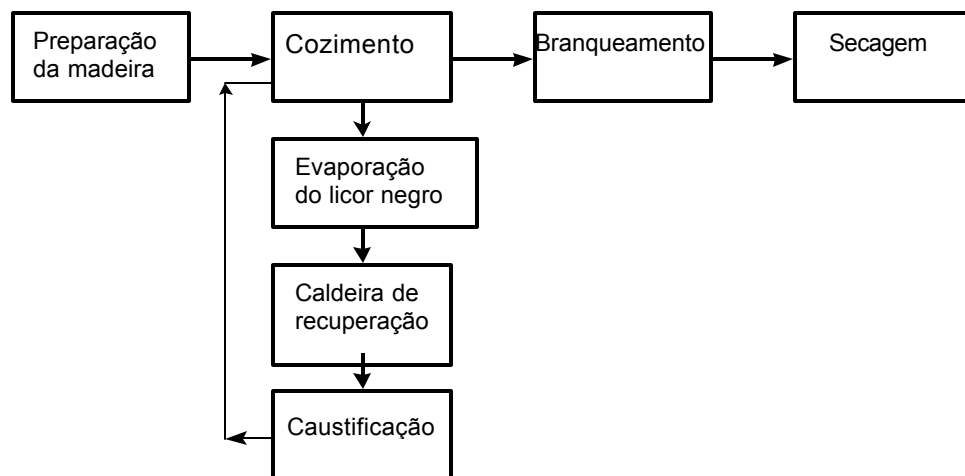 Preparação
da madeira
Cozimento
Branqueamento
Secagem
Evaporação
do licor negro
Caldeira de
recuperação
Caustificação